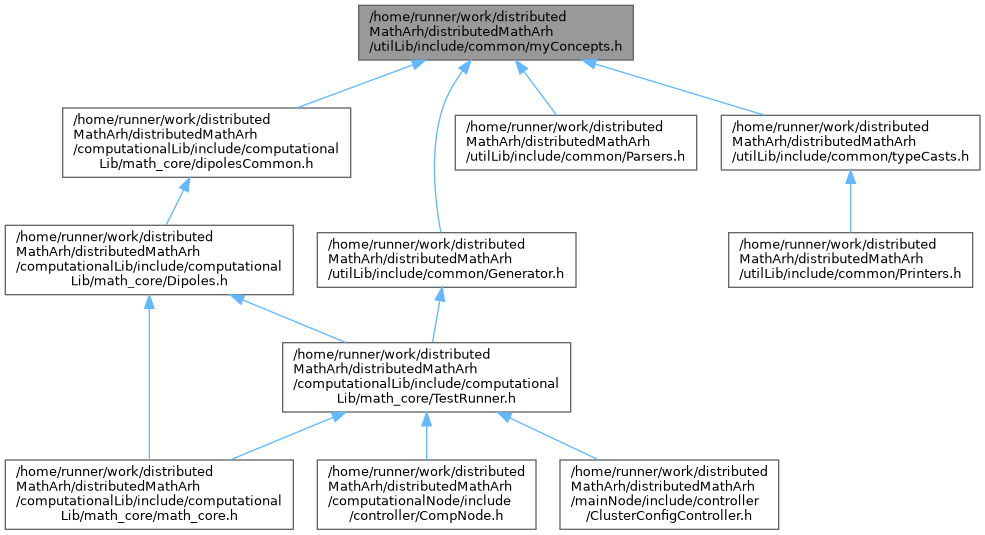 /home/runner/work/distributed
MathArh/distributedMathArh
/utilLib/include/common/myConcepts.h
/home/runner/work/distributed
MathArh/distributedMathArh
/computationalLib/include/computational
Lib/math_core/dipolesCommon.h
/home/runner/work/distributed
MathArh/distributedMathArh
/utilLib/include/common/Parsers.h
/home/runner/work/distributed
MathArh/distributedMathArh
/utilLib/include/common/typeCasts.h
/home/runner/work/distributed
MathArh/distributedMathArh
/computationalLib/include/computational
Lib/math_core/Dipoles.h
/home/runner/work/distributed
MathArh/distributedMathArh
/utilLib/include/common/Generator.h
/home/runner/work/distributed
MathArh/distributedMathArh
/utilLib/include/common/Printers.h
/home/runner/work/distributed
MathArh/distributedMathArh
/computationalLib/include/computational
Lib/math_core/TestRunner.h
/home/runner/work/distributed
MathArh/distributedMathArh
/computationalLib/include/computational
Lib/math_core/math_core.h
/home/runner/work/distributed
MathArh/distributedMathArh
/computationalNode/include
/controller/CompNode.h
/home/runner/work/distributed
MathArh/distributedMathArh
/mainNode/include/controller
/ClusterConfigController.h